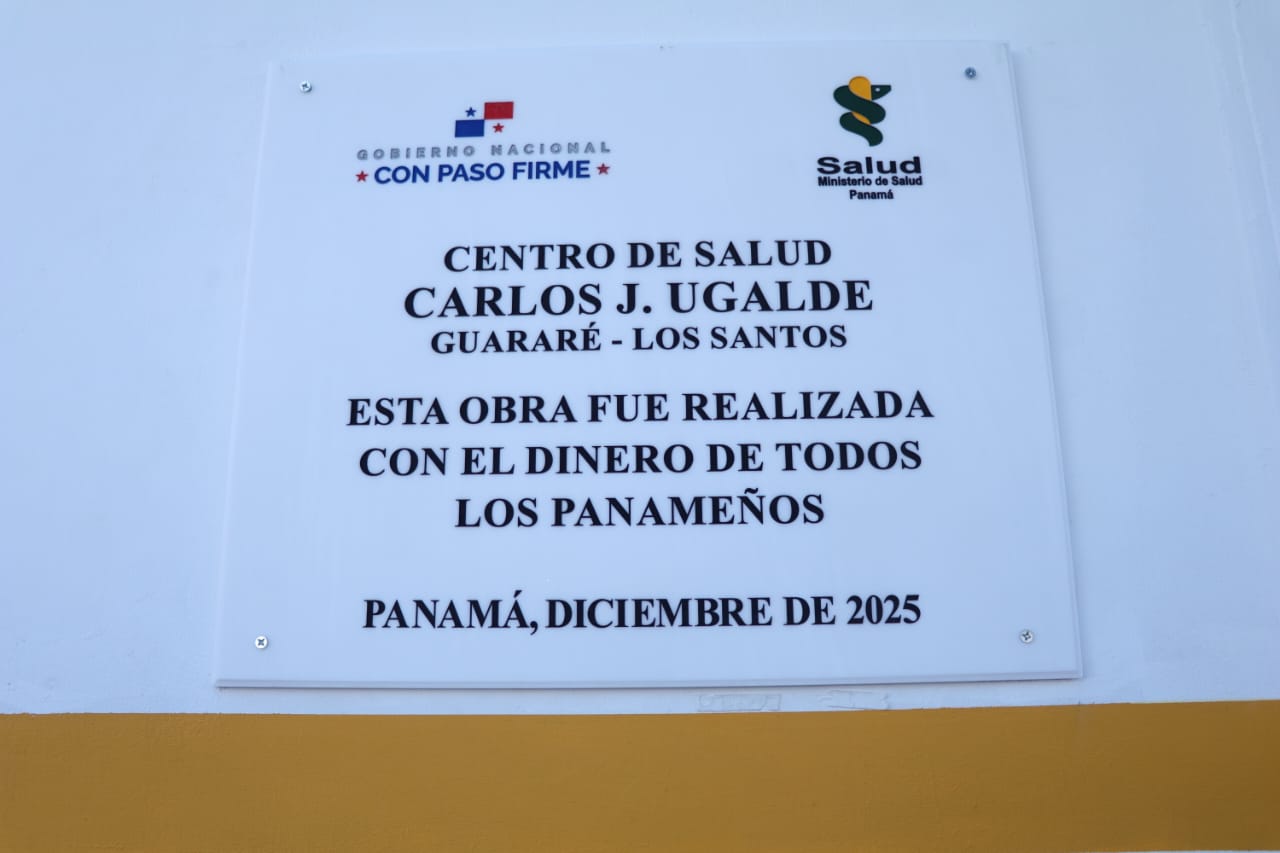 GOBIERNO NACIONAL
CON PASO FIRME
Salud
Ministerio de Salud
Panamá
CENTRO DE SALUD
CARLOS J. UGALDE
GUARARÉ - LOS SANTOS
ESTA OBRA FUE REALIZADA
CON EL DINERO DE TODOS
LOS PANAMEÑOS
PANAMÁ, DICIEMBRE DE 2025